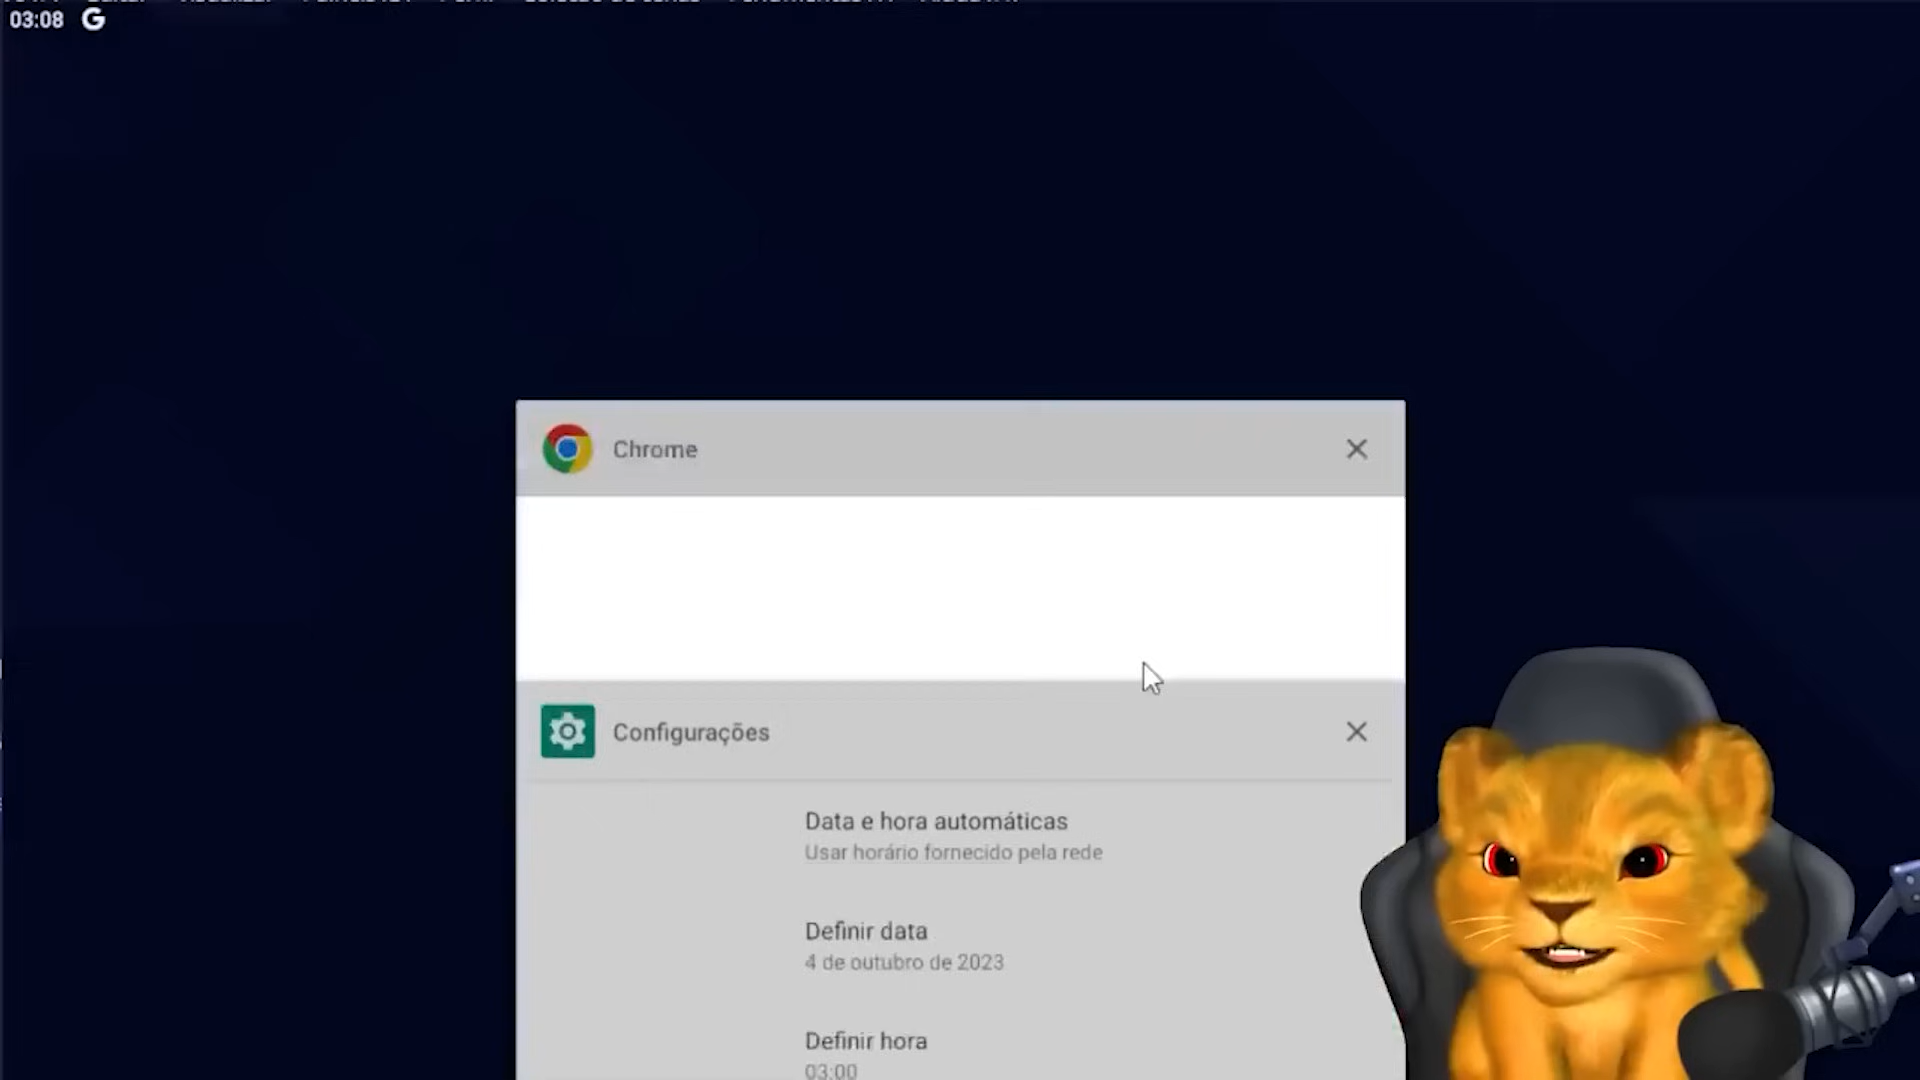 03:08 G
Chrome
Configurações
Data e hora automáticas
Usar horário fornecido pela rede
Definir data
4 de outubro de 2023
Definir hora
03:00